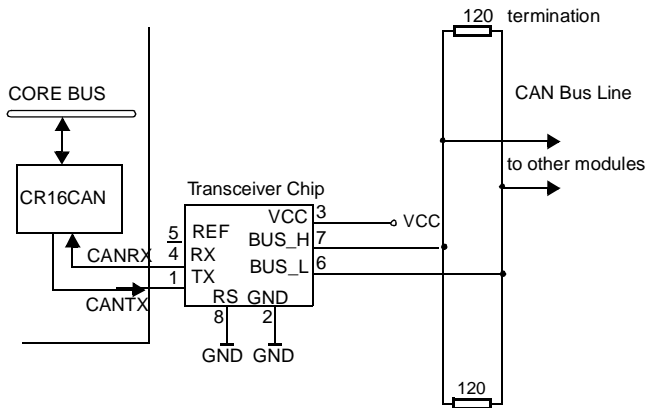 120 termination
CORE BUS
CAN Bus Line
to other modules
CR16CAN
Transceiver Chip
VCC 3
VCC
5 REF
BUS_H 7
4 RX
CANRX
BUS_L 6
1 TX
CANTX
RS GND
8 2
GND GND
120